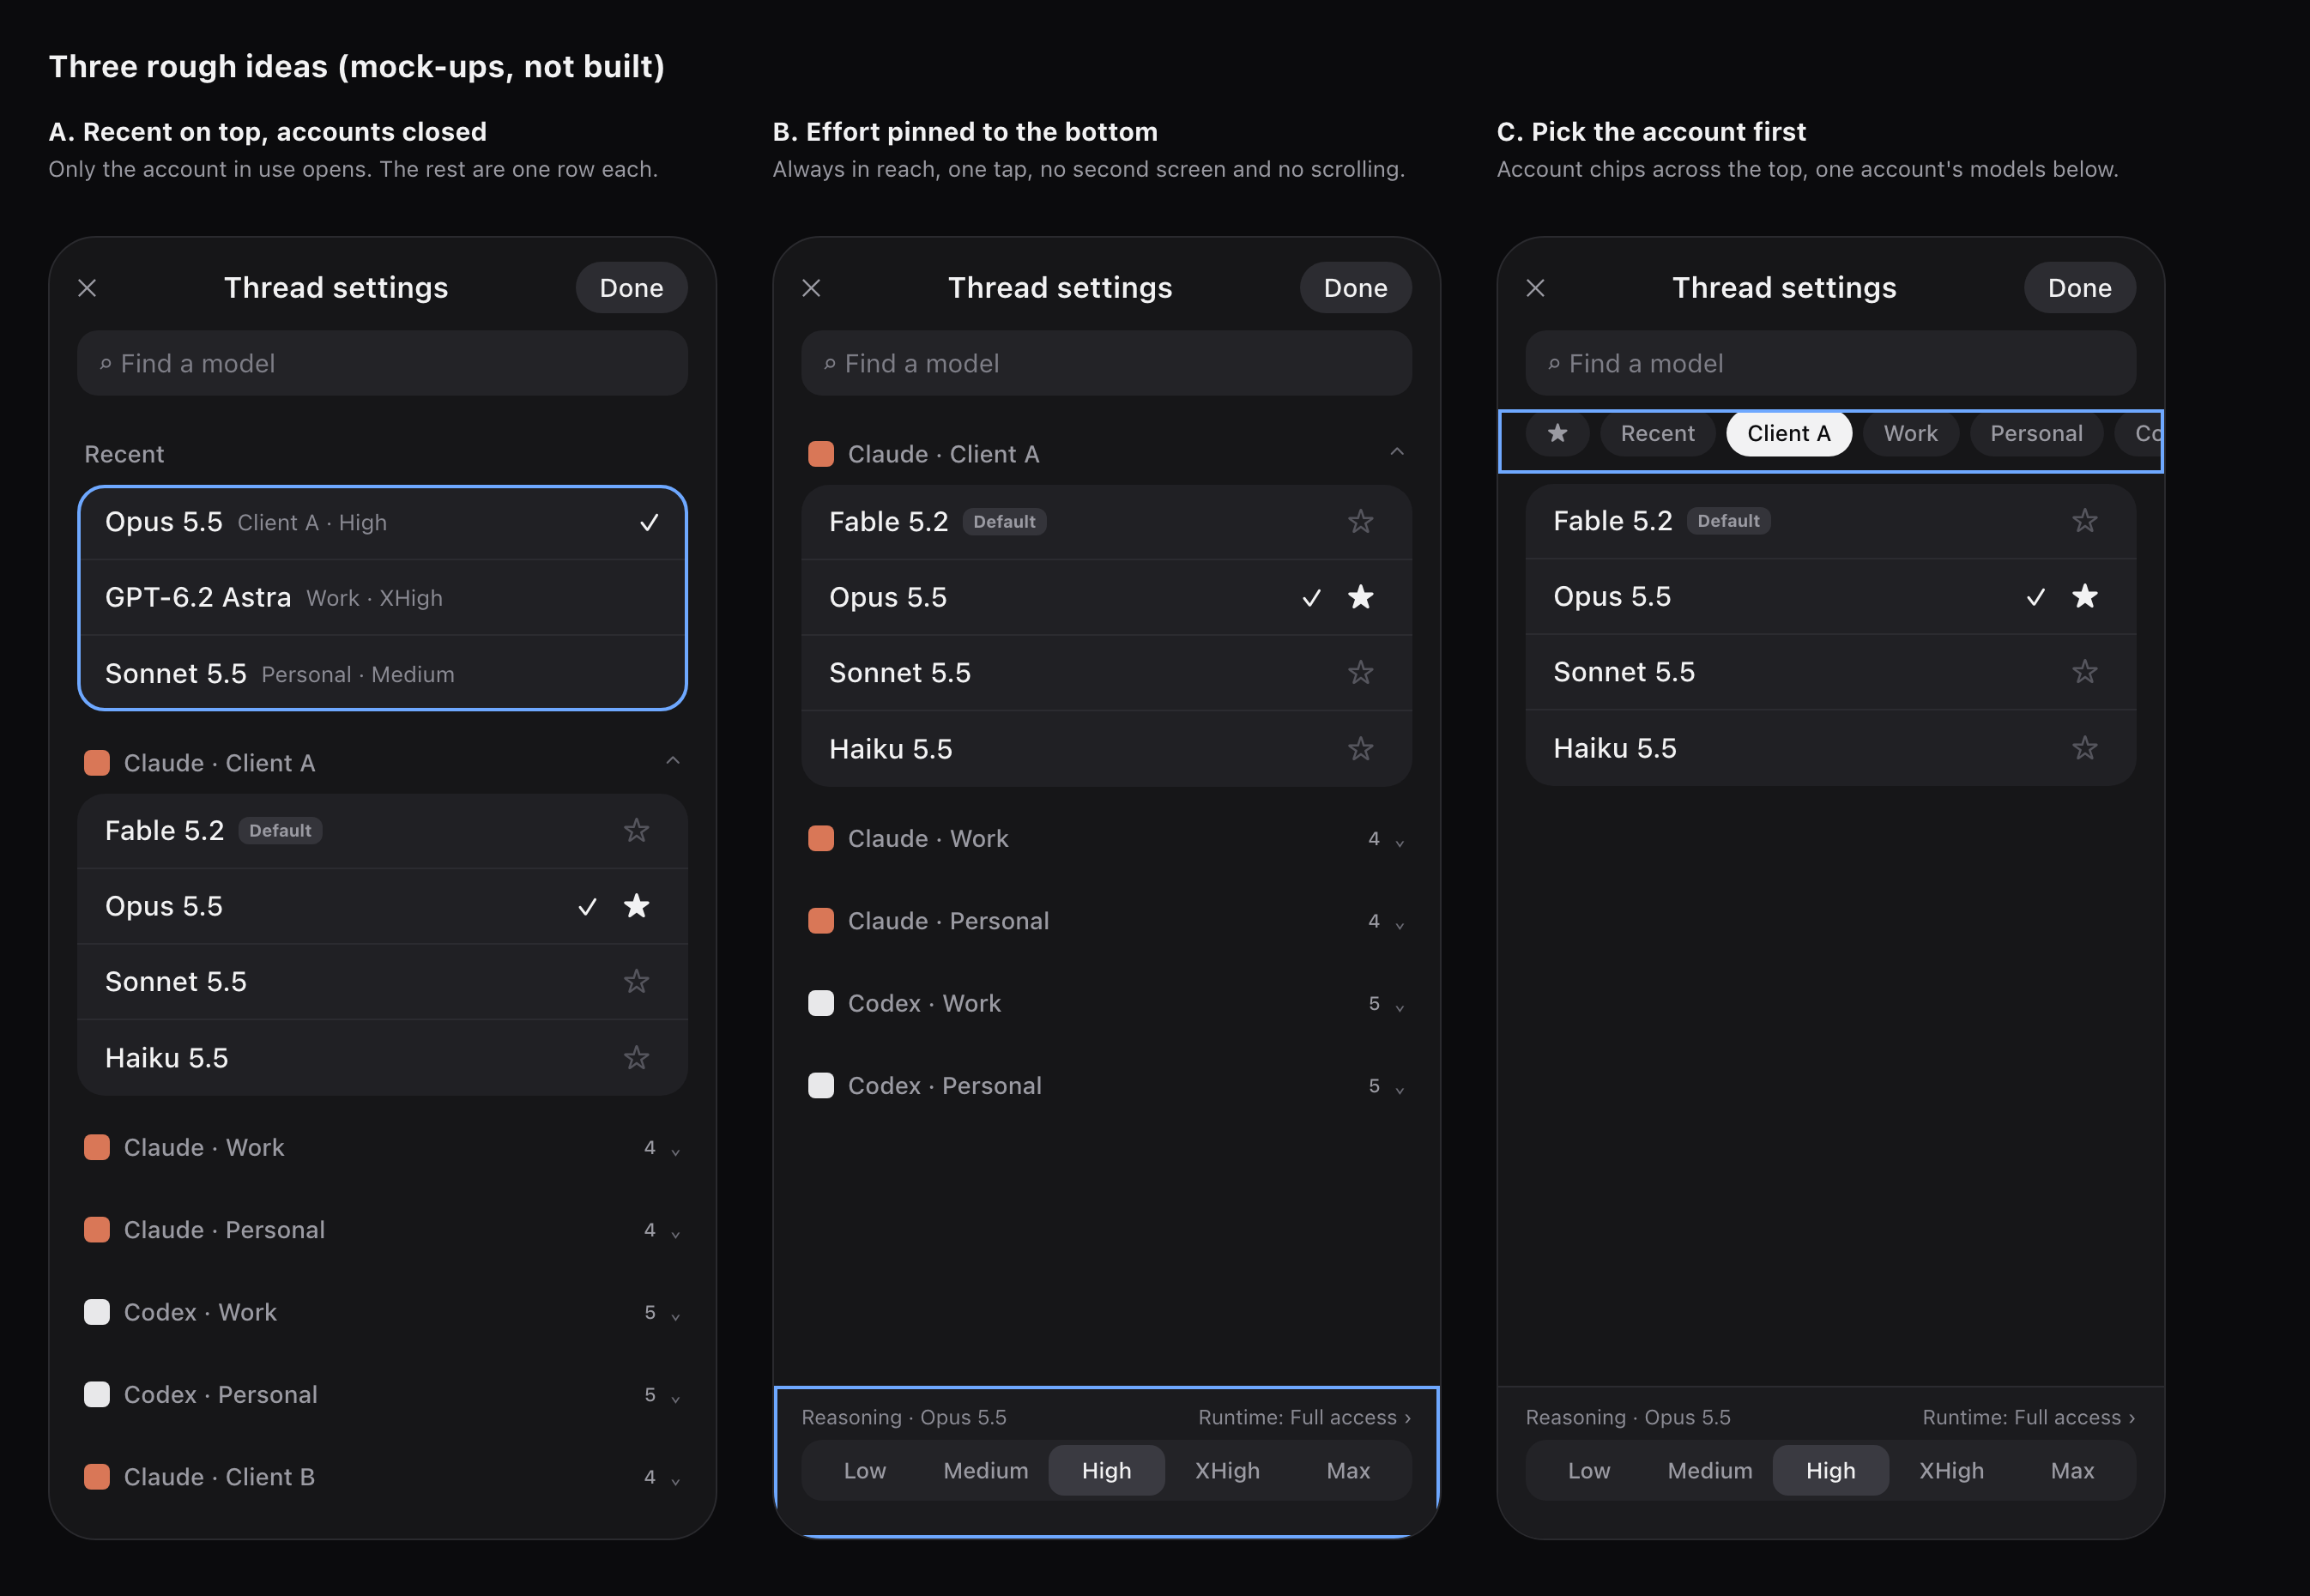 Three rough ideas (mock-ups, not built)
A. Recent on top, accounts closed
Only the account in use opens. The rest are one row each.
Thread settings
Done
Find a model
Recent
Opus 5.5 Client A · High
GPT-6.2 Astra Work · XHigh
Sonnet 5.5 Personal · Medium
Claude · Client A
Fable 5.2 Default
Opus 5.5
Sonnet 5.5
Haiku 5.5
Claude · Work 4
Claude · Personal 4
Codex · Work 5
Codex · Personal 5
Claude · Client B 4
B. Effort pinned to the bottom
Always in reach, one tap, no second screen and no scrolling.
Thread settings
Done
Find a model
Claude · Client A
Fable 5.2 Default
Opus 5.5
Sonnet 5.5
Haiku 5.5
Claude · Work 4
Claude · Personal 4
Codex · Work 5
Codex · Personal 5
Reasoning · Opus 5.5 Runtime: Full access ›
Low Medium High XHigh Max
C. Pick the account first
Account chips across the top, one account's models below.
Thread settings
Done
Find a model
Recent Client A Work Personal Co
Fable 5.2 Default
Opus 5.5
Sonnet 5.5
Haiku 5.5
Reasoning · Opus 5.5 Runtime: Full access ›
Low Medium High XHigh Max